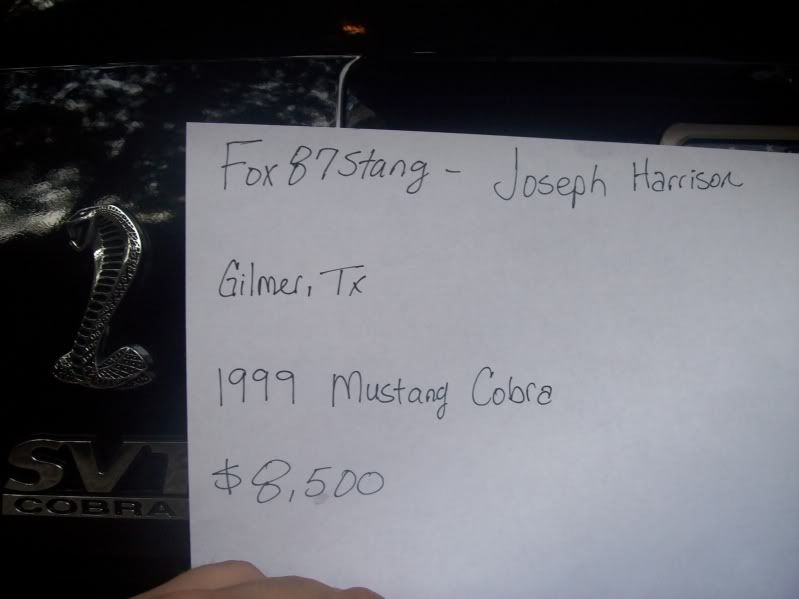 Fox87Stang - Joseph Harrison
Gilmer, Tx
1999 Mustang Cobra
$8,500
SVT
COBRA